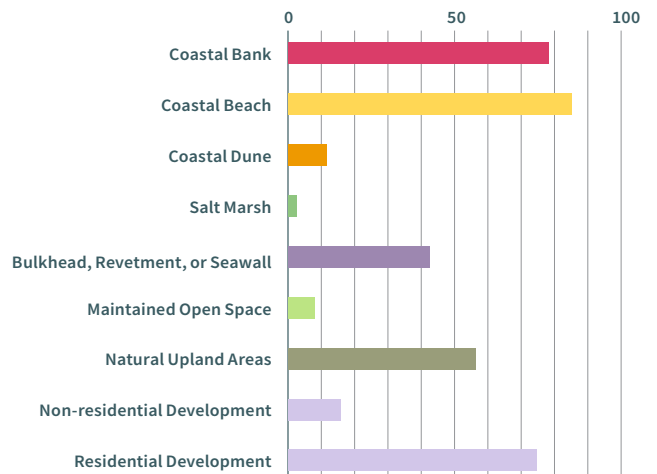 0 50 100
Coastal Bank
Coastal Beach
Coastal Dune
Salt Marsh
Bulkhead, Revetment, or Seawall
Maintained Open Space
Natural Upland Areas
Non-residential Development
Residential Development